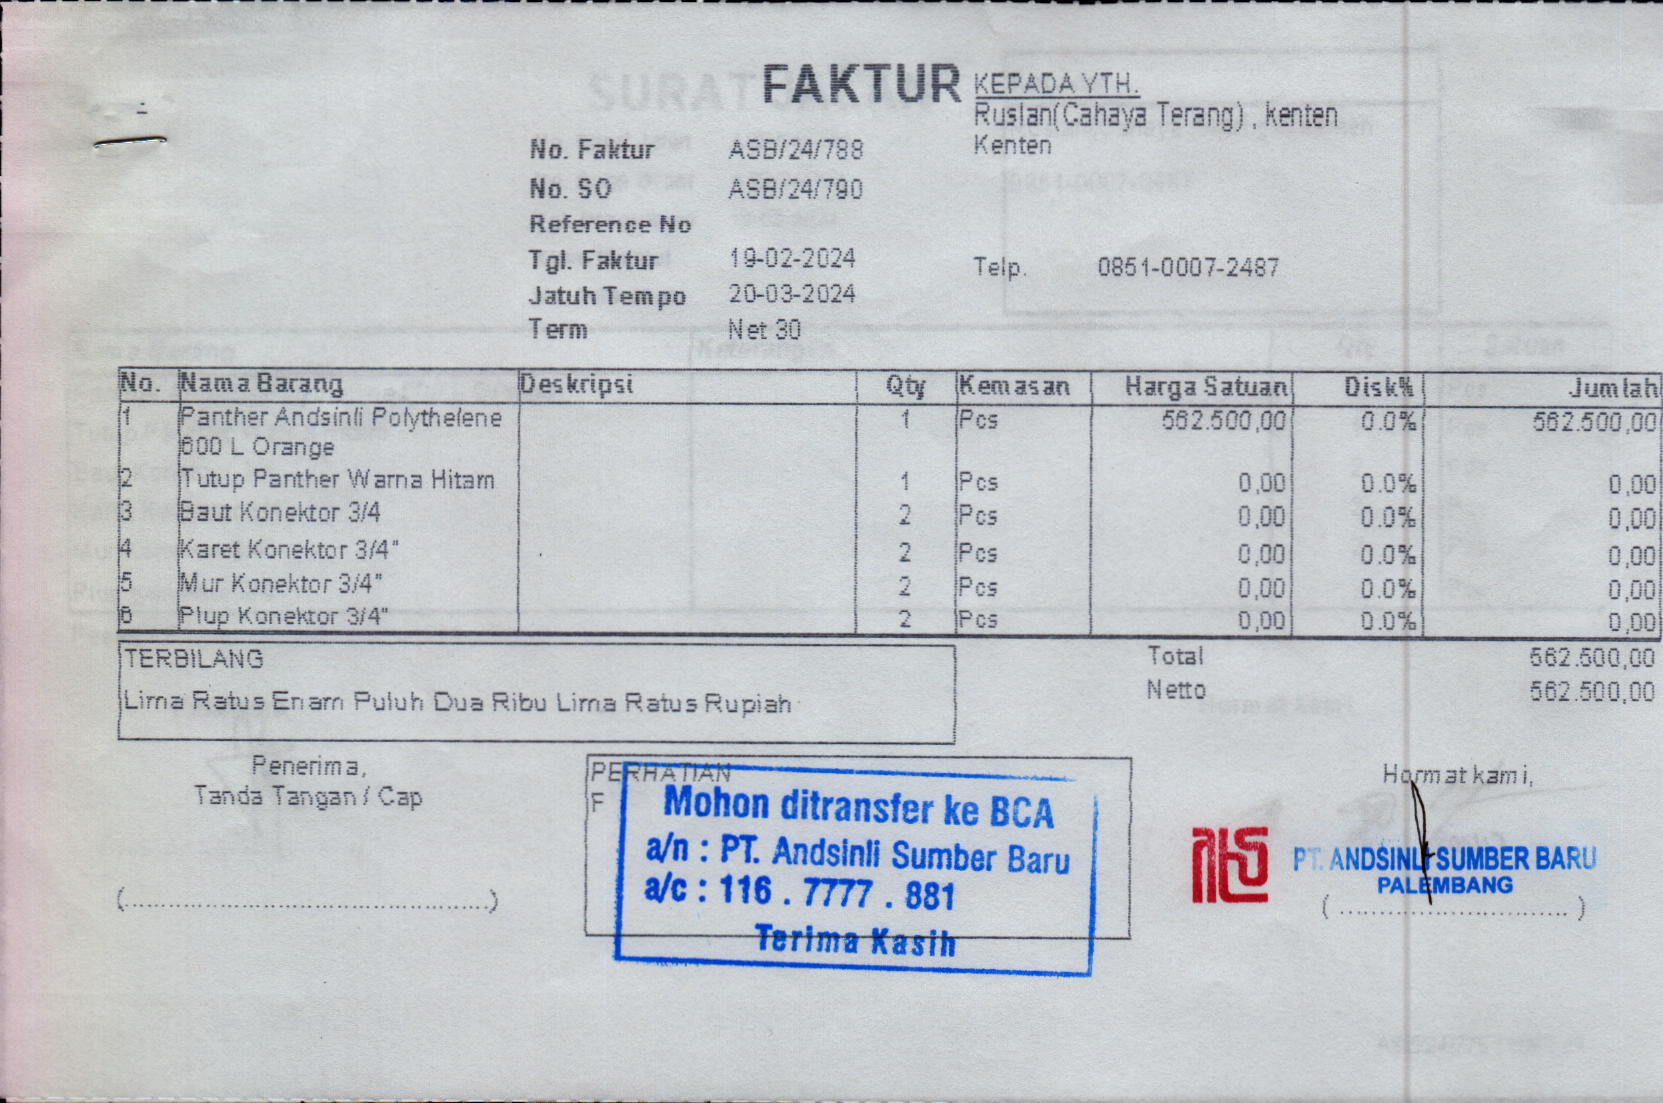 FAKTUR
KEPADA YTH.
Ruslan(Cahaya Terang) , kenten
Kenten
No. Faktur ASB/24/788
No. SO ASB/24/790
Reference No
Tgl. Faktur 19-02-2024
Telp. 0851-0007-2487
Jatuh Tempo 20-03-2024
Term Net 30
No. Nama Barang Deskripsi Qty Kemasan Harga Satuan Disk% Jumlah
1 Panther Andsinli Polythelene 1 Pcs 562.500,00 0.0% 562.500,00
600 L Orange
2 Tutup Panther Warna Hitam 1 Pcs 0,00 0.0% 0,00
3 Baut Konektor 3/4 2 Pcs 0,00 0.0% 0,00
4 Karet Konektor 3/4" 2 Pcs 0,00 0.0% 0,00
5 Mur Konektor 3/4" 2 Pcs 0,00 0.0% 0,00
6 Plup Konektor 3/4" 2 Pcs 0,00 0.0% 0,00
TERBILANG
Lima Ratus Enam Puluh Dua Ribu Lima Ratus Rupiah
Total 562.500,00
Netto 562.500,00
Penerima,
Tanda Tangan / Cap
(...............................................)
PERHATIAN
F
Mohon ditransfer ke BCA
a/n : PT. Andsinli Sumber Baru
a/c : 116 . 7777 . 881
Terima Kasih
Hormat kami,
PT. ANDSINLI SUMBER BARU
PALEMBANG
( ............................. )